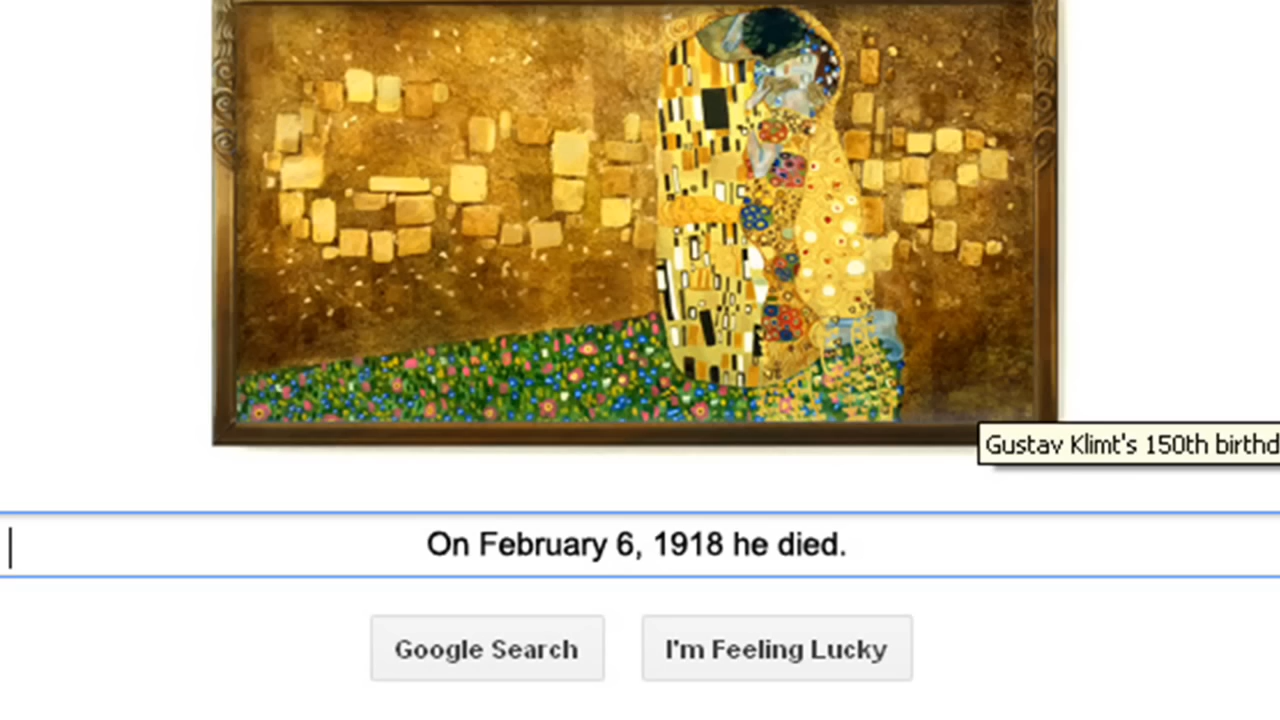 Gustav Klimt's 150th birthd
On February 6, 1918 he died.
Google Search
I'm Feeling Lucky